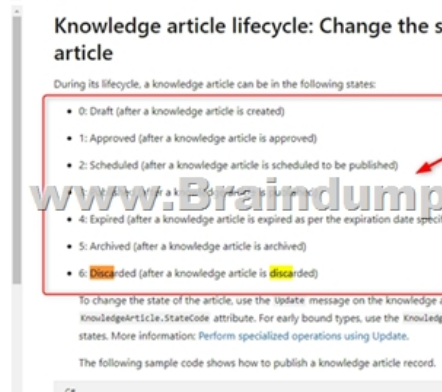 Knowledge article lifecycle: Change the s
article
During its lifecycle, a knowledge article can be in the following states:
0: Draft (after a knowledge article is created)
1: Approved (after a knowledge article is approved)
2: Scheduled (after a knowledge article is scheduled to be published)
www.Braindump
4: Expired (after a knowledge article is expired as per the expiration date specif
5: Archived (after a knowledge article is archived)
6: Discarded (after a knowledge article is discarded)
To change the state of the article, use the Update message on the knowledge a
KnowledgeArticle.StateCode attribute. For early bound types, use the Knowledg
states. More information: Perform specialized operations using Update.
The following sample code shows how to publish a knowledge article record.